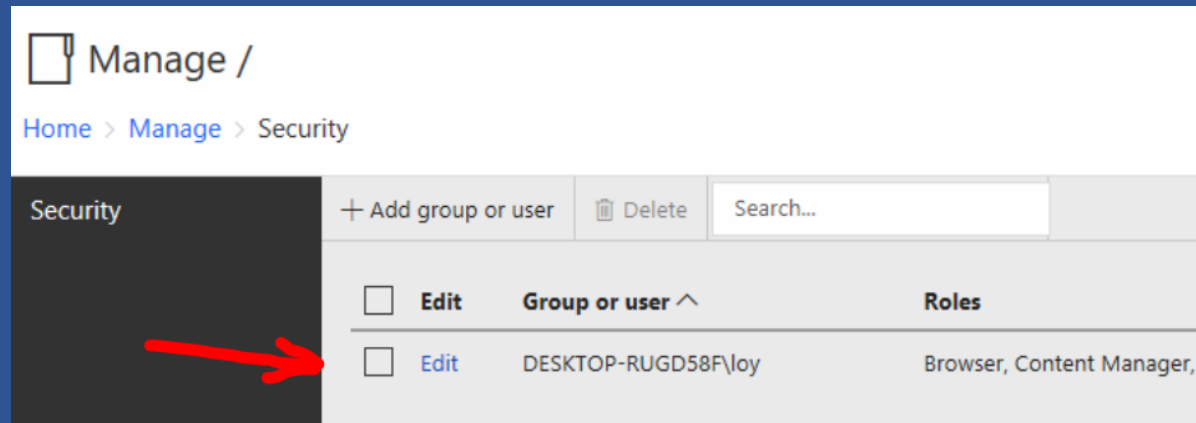 Manage /
Home > Manage > Security
Security
+ Add group or user Delete Search...
Edit Group or user Roles
Edit DESKTOP-RUGD58F\loy Browser, Content Manager,